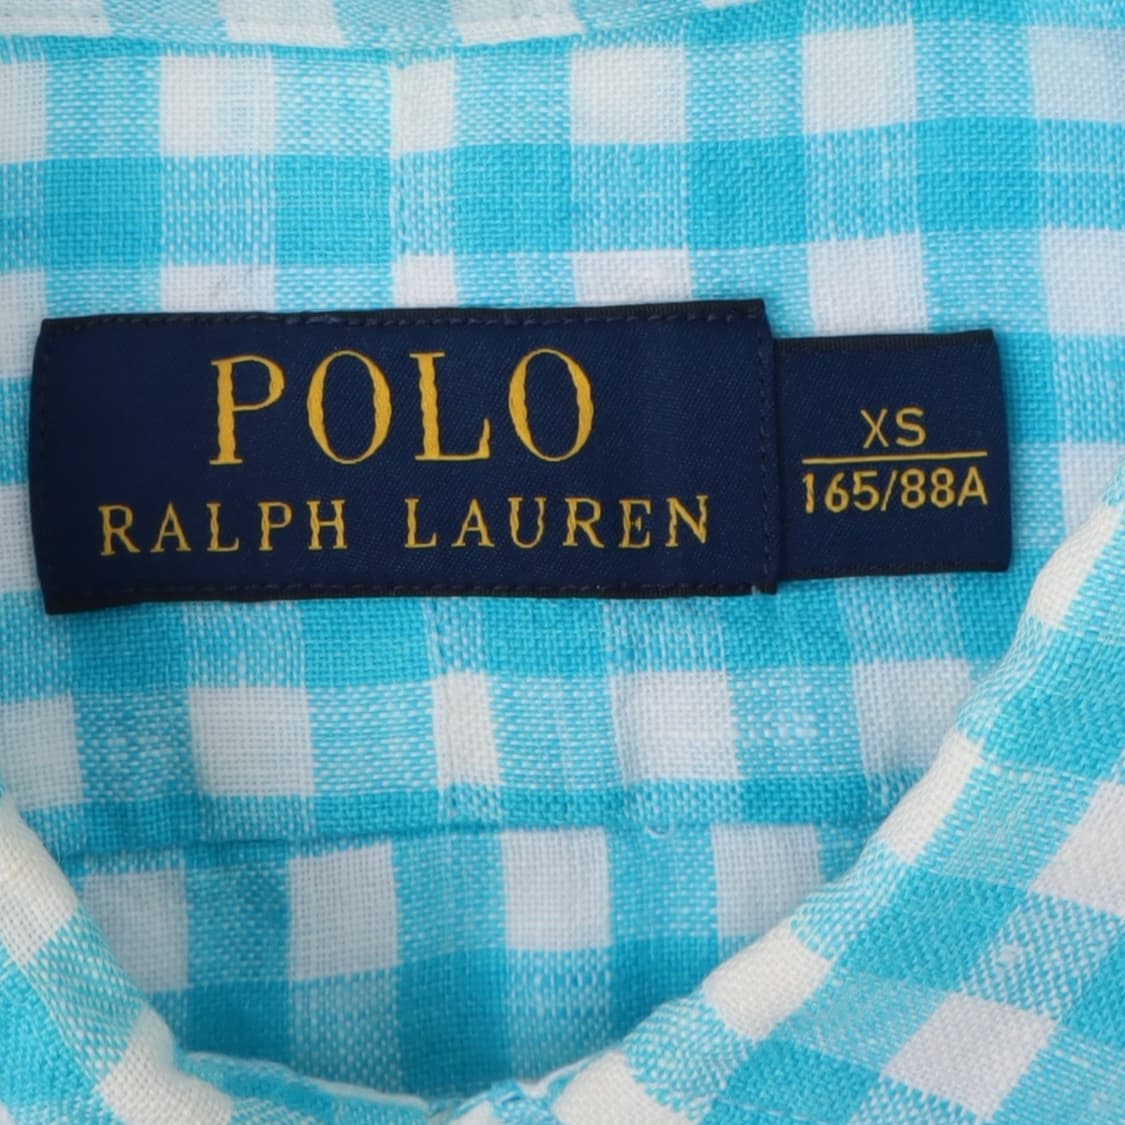 POLO
RALPH LAUREN
XS
165/88A